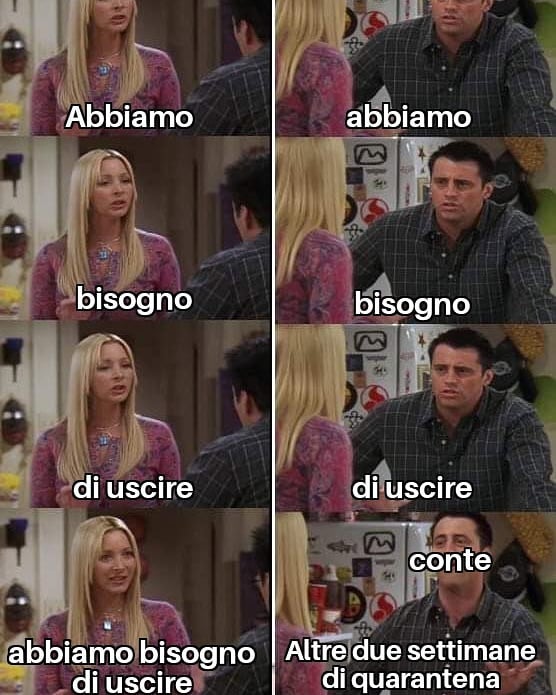 Abbiamo
abbiamo
bisogno
bisogno
di uscire
di uscire
abbiamo bisogno
di uscire
conte
Altre due settimane
di quarantena